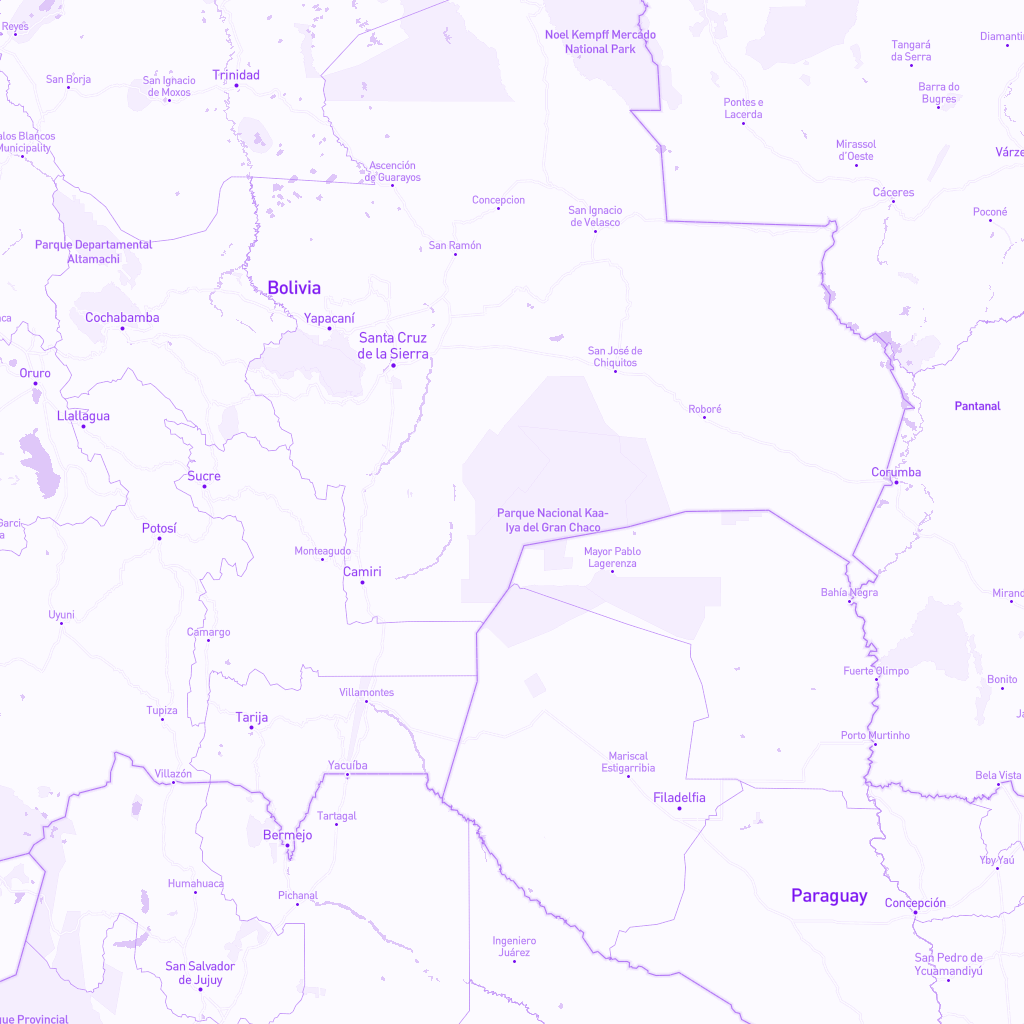 Reyes
San Borja
San Ignacio
de Moxos
Trinidad
Noel Kempff Mercado
National Park
Tangará
da Serra
Barra do
Bugres
Pontes e
Lacerda
Mirassol
d'Oeste
Cáceres
Poconé
alos Blancos
Municipality
Ascención
de Guarayos
Concepcion
San Ignacio
de Velasco
San Ramón
Parque Departamental
Altamachi
Bolivia
Cochabamba
Yapacaní
Santa Cruz
de la Sierra
San José de
Chiquitos
Oruro
Llallagua
Roboré
Pantanal
Corumba
Sucre
Potosí
Parque Nacional Kaa-
Iya del Gran Chaco
Monteagudo
Camiri
Mayor Pablo
Lagerenza
Bahía Negra
Uyuni
Camargo
Fuerte Olimpo
Bonito
Villamontes
Tupiza
Tarija
Porto Murtinho
Villazón
Yacuíba
Mariscal
Estigarribia
Bela Vista
Filadelfia
Tartagal
Bermejo
Yby Yaú
Humahuaca
Pichanal
Paraguay
Concepción
Ingeniero
Juárez
San Salvador
de Jujuy
San Pedro de
Ycuamandiyú